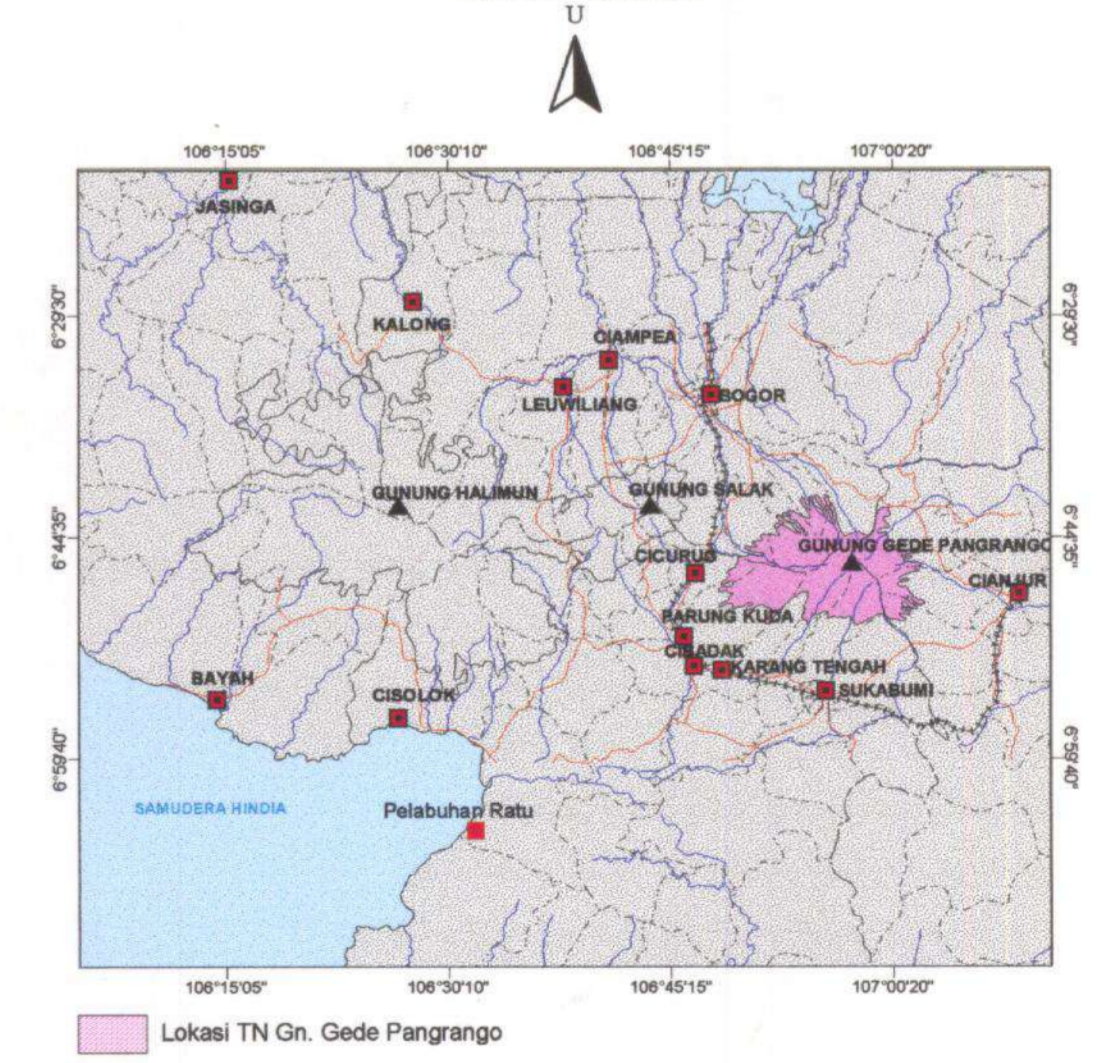 U
106°15'05"
106°30'10"
106°45'15"
107°00'20"
JASINGA
6°29'30"
6°29'30"
KALONG
CIAMPEA
LEUWILIANG
BOGOR
GUNUNG HALIMUN
GUNUNG SALAK
6°44'35"
6°44'35"
GUNUNG GEDE PANGRANGO
CICURUG
CIANJUR
PARUNG KUDA
CIBADAK
KARANG TENGAH
BAYAH
CISOLOK
SUKABUMI
6°59'40"
6°59'40"
SAMUDERA HINDIA
Pelabuhan Ratu
106°15'05"
106°30'10"
106°45'15"
107°00'20"
Lokasi TN Gn. Gede Pangrango